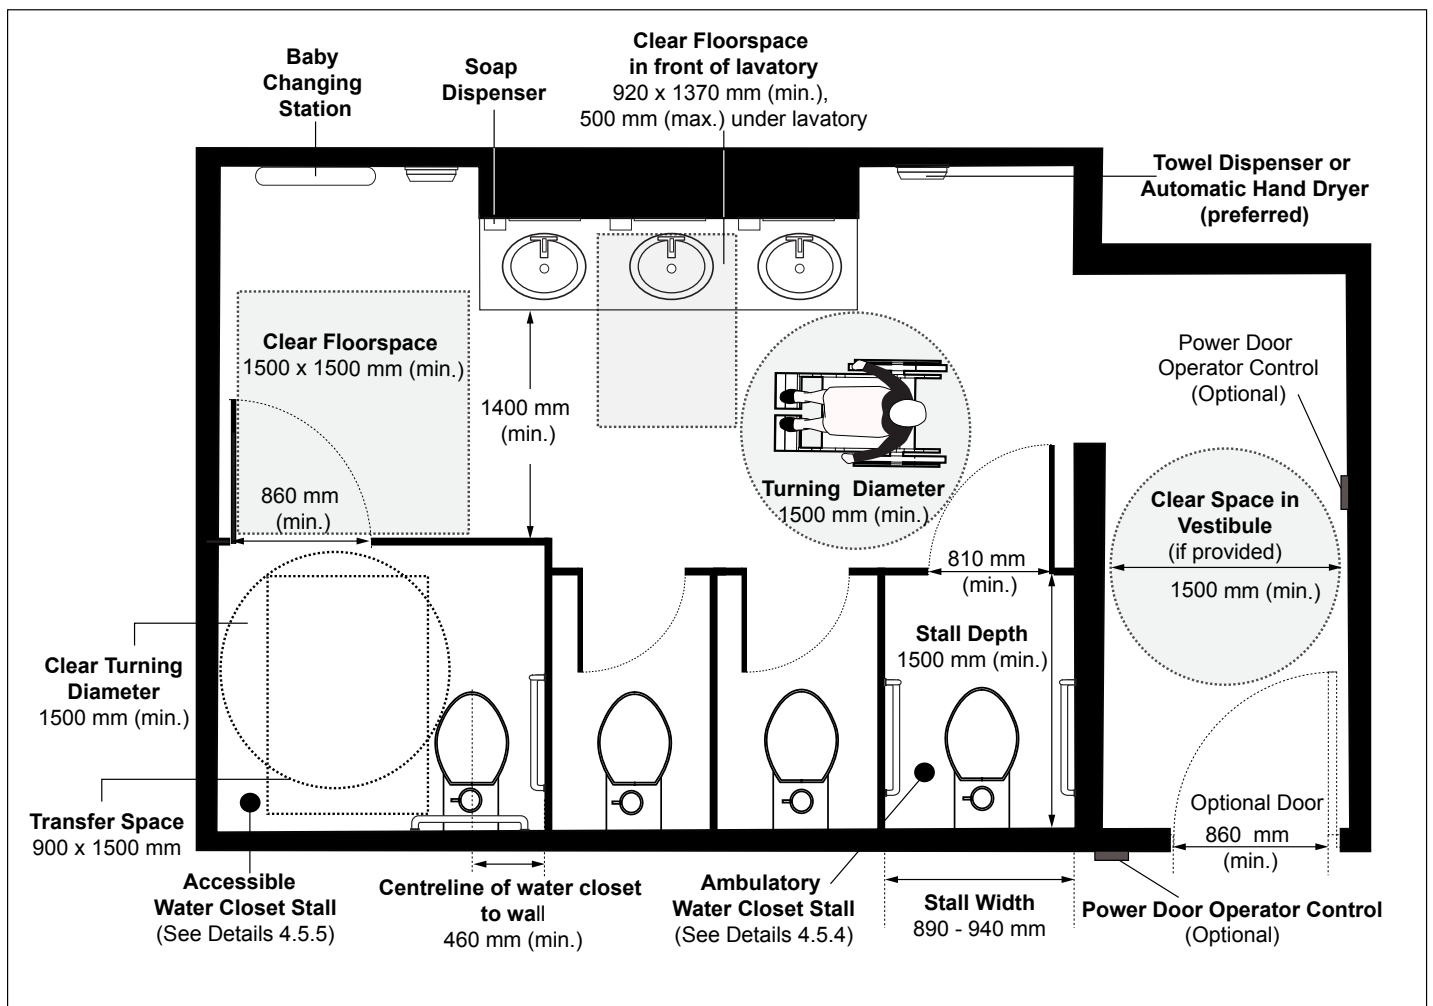 Baby
Changing
Station
Soap
Dispenser
Clear Floorspace
in front of lavatory
920 x 1370 mm (min.),
500 mm (max.) under lavatory
Towel Dispenser or
Automatic Hand Dryer
(preferred)
Clear Floorspace
1500 x 1500 mm (min.)
1400 mm
(min.)
Power Door
Operator Control
(Optional)
860 mm
(min.)
Turning Diameter
1500 mm (min.)
Clear Space in
Vestibule
(if provided)
1500 mm (min.)
810 mm
(min.)
Stall Depth
1500 mm (min.)
Clear Turning
Diameter
1500 mm (min.)
Transfer Space
900 x 1500 mm
Optional Door
860 mm
(min.)
Accessible
Water Closet Stall
(See Details 4.5.5)
Centreline of water closet
to wall
460 mm (min.)
Ambulatory
Water Closet Stall
(See Details 4.5.4)
Stall Width
890 - 940 mm
Power Door Operator Control
(Optional)